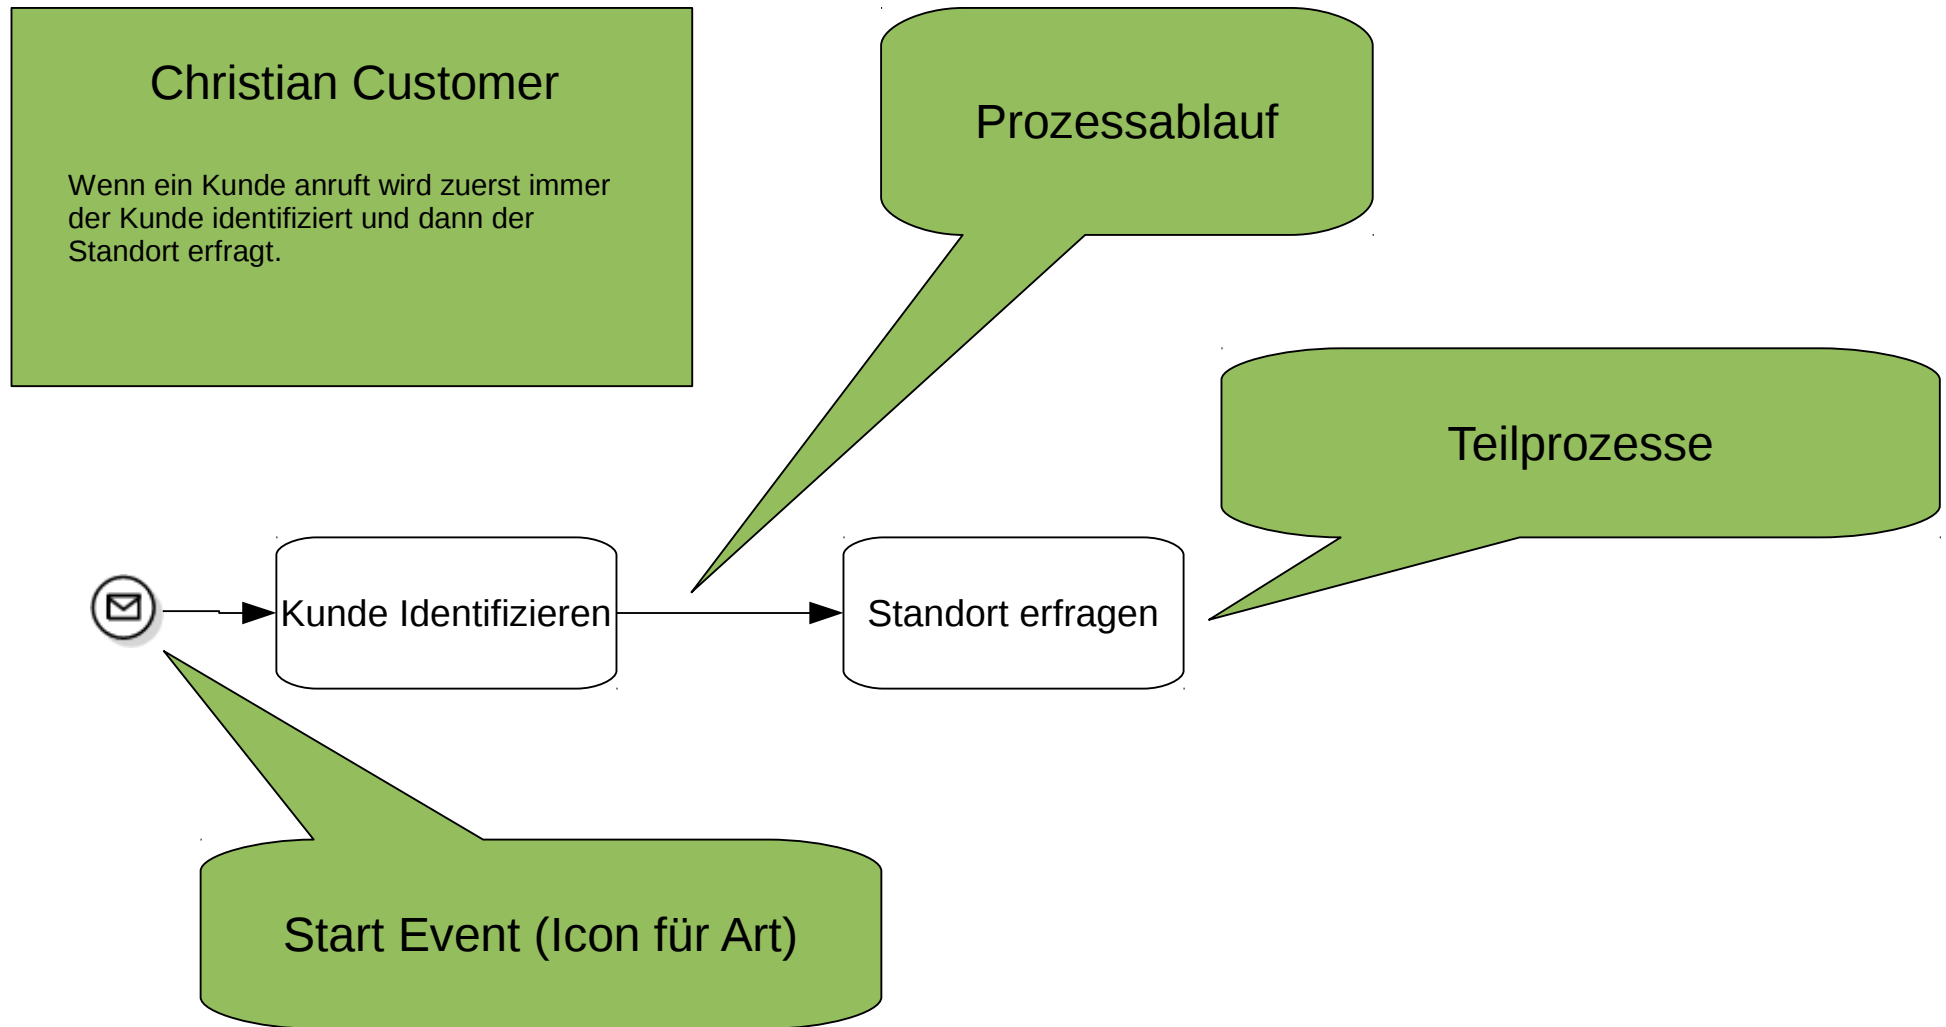 Christian Customer
Wenn ein Kunde anruft wird zuerst immer
der Kunde identifiziert und dann der
Standort erfragt.
Prozessablauf
Teilprozesse
Kunde Identifizieren
Standort erfragen
Start Event (Icon für Art)